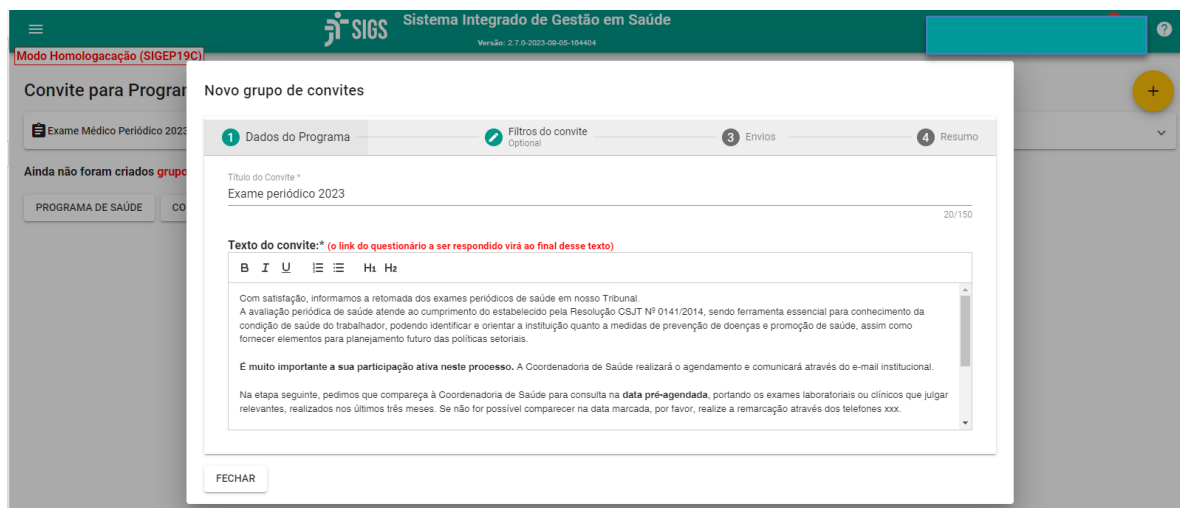 SIGS
Sistema Integrado de Gestão em Saúde
Versão: 2.7.0-2023-09-05-164404
?
Modo Homologacação (SIGEP19C)
Convite para Progra
+
Exame Médico Periódico 2023
Ainda não foram criados grupo
PROGRAMA DE SAÚDE
CO
Novo grupo de convites
1 Dados do Programa
Filtros do convite
Optional
3 Envios
4 Resumo
Título do Convite *
Exame periódico 2023
20/150
Texto do convite:* (o link do questionário a ser respondido virá ao final desse texto)
B I U H1 H2
Com satisfação, informamos a retomada dos exames periódicos de saúde em nosso Tribunal.
A avaliação periódica de saúde atende ao cumprimento do estabelecido pela Resolução CSJT Nº 0141/2014, sendo ferramenta essencial para conhecimento da
condição de saúde do trabalhador, podendo identificar e orientar a instituição quanto a medidas de prevenção de doenças e promoção de saúde, assim como
fornecer elementos para planejamento futuro das políticas setoriais.
É muito importante a sua participação ativa neste processo. A Coordenadoria de Saúde realizará o agendamento e comunicará através do e-mail institucional.
Na etapa seguinte, pedimos que compareça à Coordenadoria de Saúde para consulta na data pré-agendada, portando os exames laboratoriais ou clínicos que julgar
relevantes, realizados nos últimos três meses. Se não for possível comparecer na data marcada, por favor, realize a remarcação através dos telefones xxx.
FECHAR